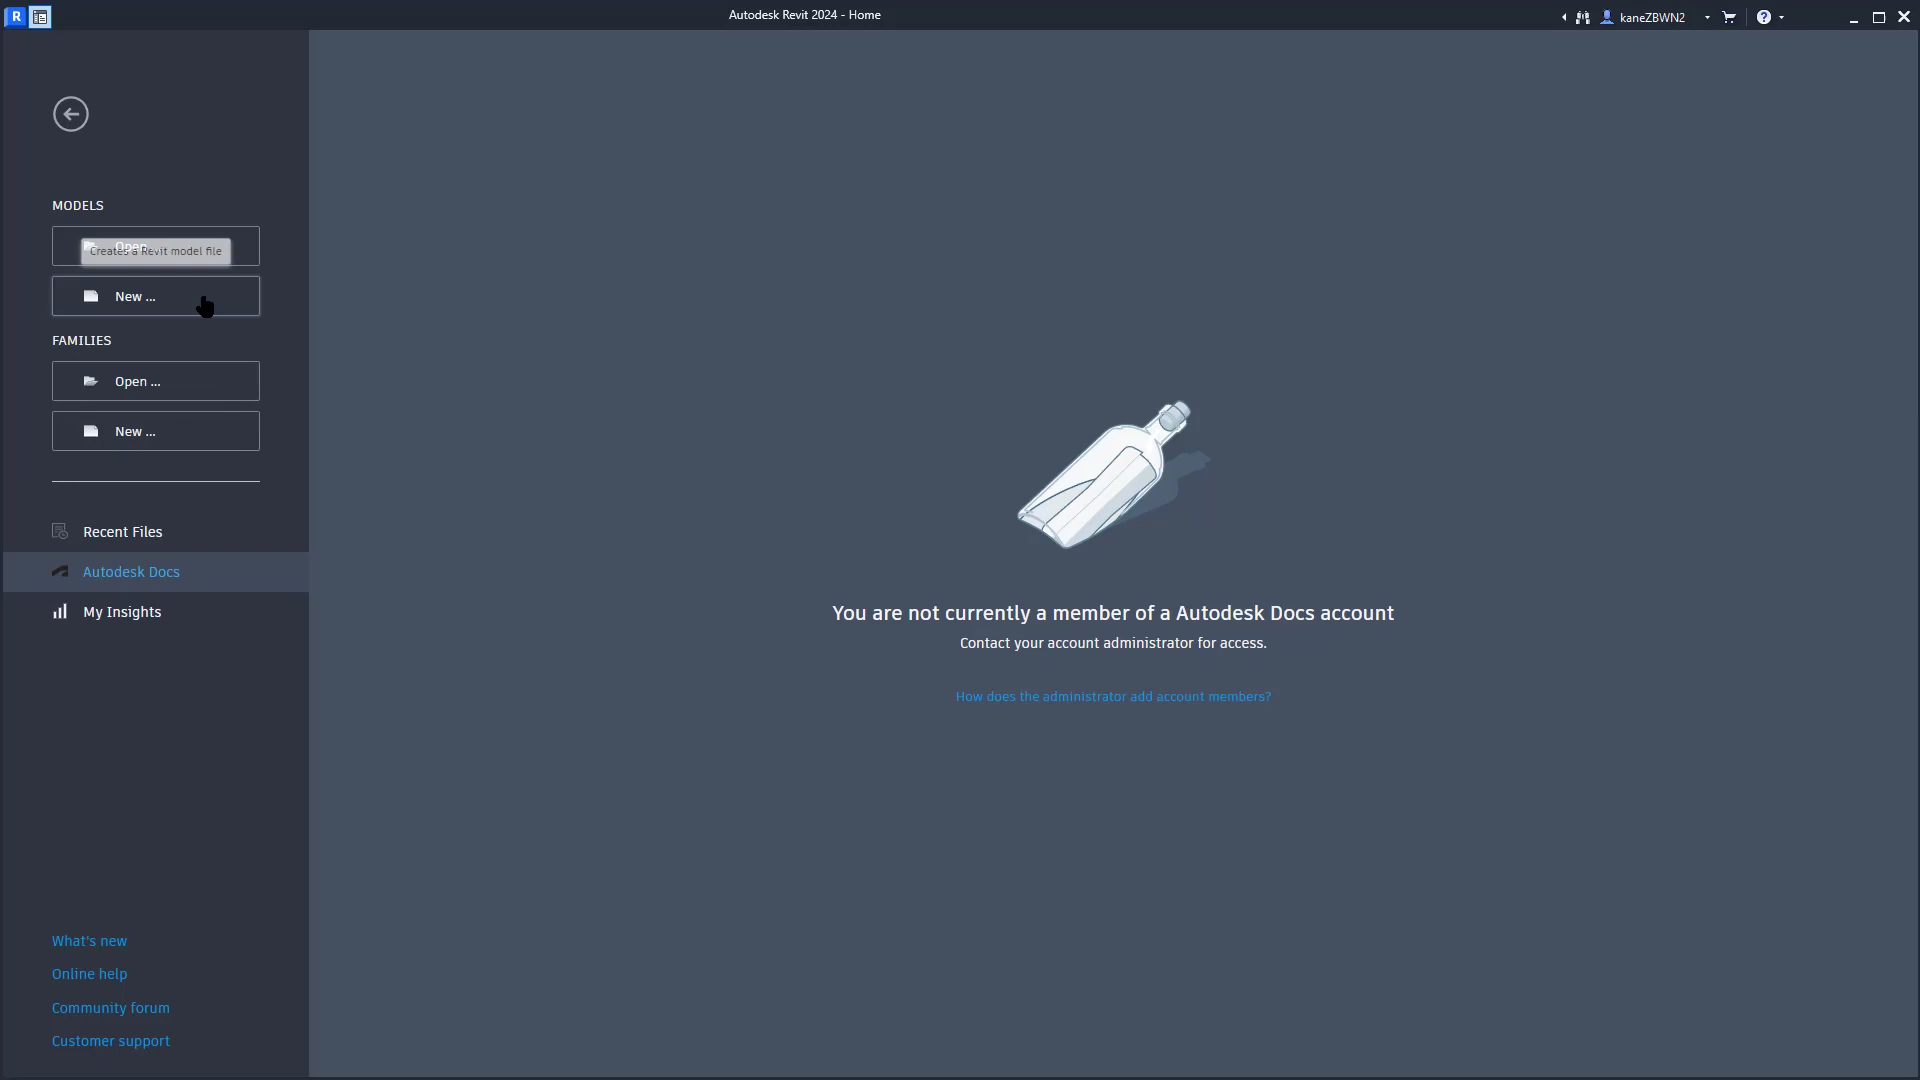 R
Autodesk Revit 2024 - Home
kaneZBWN2
?
MODELS
Open ...
Creates a Revit model file
New ...
FAMILIES
Open ...
New ...
Recent Files
Autodesk Docs
My Insights
You are not currently a member of a Autodesk Docs account
Contact your account administrator for access.
How does the administrator add account members?
What's new
Online help
Community forum
Customer support